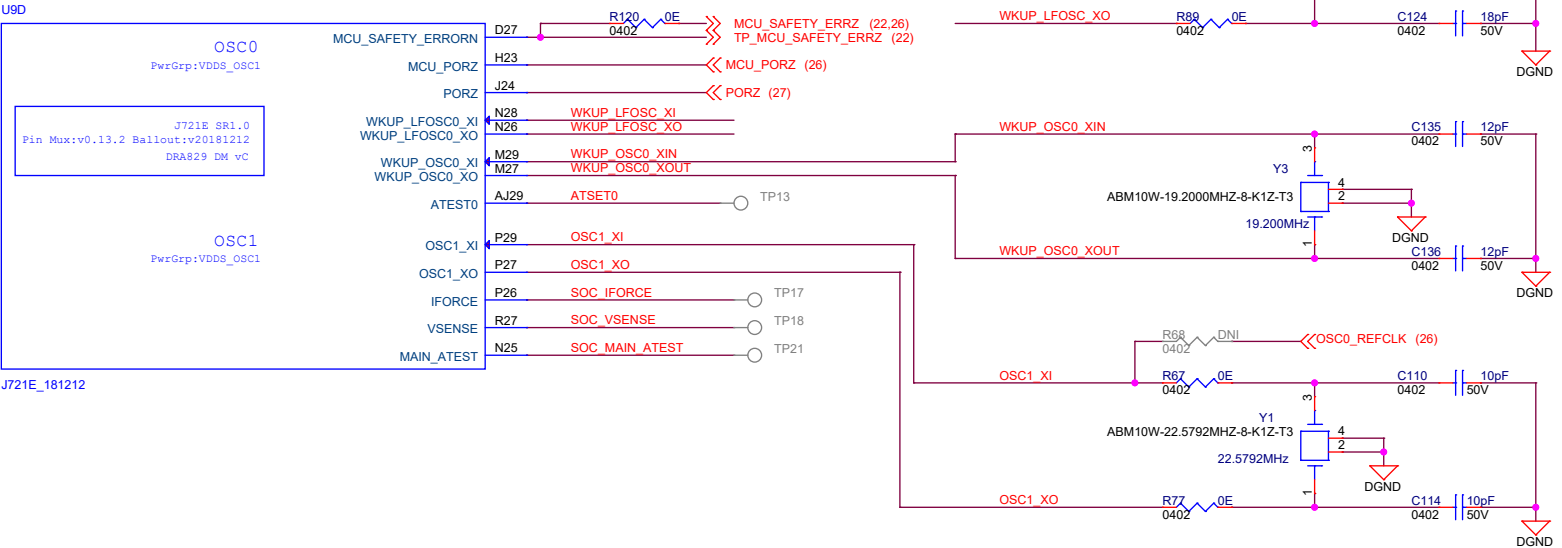 U9D
OSC0
PwrGrp:VDDS_OSC1
J721E SR1.0
Pin Mux:v0.13.2 Ballout:v20181212
DRA829 DM vC
OSC1
PwrGrp:VDDS_OSC1
J721E_181212
MCU_SAFETY_ERRORN D27
MCU_PORZ H23
PORZ J24
WKUP_LFOSC0_XI N28 WKUP_LFOSC_XI
WKUP_LFOSC0_XO N26 WKUP_LFOSC_XO
WKUP_OSC0_XI M29 WKUP_OSC0_XIN
WKUP_OSC0_XO M27 WKUP_OSC0_XOUT
ATEST0 AJ29 ATSET0 TP13
OSC1_XI P29 OSC1_XI
OSC1_XO P27 OSC1_XO
IFORCE P26 SOC_IFORCE TP17
VSENSE R27 SOC_VSENSE TP18
MAIN_ATEST N25 SOC_MAIN_ATEST TP21
R120 0E
0402
MCU_SAFETY_ERRZ (22,26)
TP_MCU_SAFETY_ERRZ (22)
MCU_PORZ (26)
PORZ (27)
WKUP_LFOSC_XO R89 0E C124 18pF
0402 0402 50V
DGND
WKUP_OSC0_XIN C135 12pF
0402 50V
3
Y3
4
ABM10W-19.2000MHZ-8-K1Z-T3 2
19.200MHz
DGND
1
WKUP_OSC0_XOUT C136 12pF
0402 50V
DGND
R68 DNI OSC0_REFCLK (26)
0402
OSC1_XI R67 0E C110 10pF
0402 0402 50V
3
Y1
ABM10W-22.5792MHZ-8-K1Z-T3 4
2
22.5792MHz
DGND
1
OSC1_XO R77 0E C114 10pF
0402 0402 50V
DGND